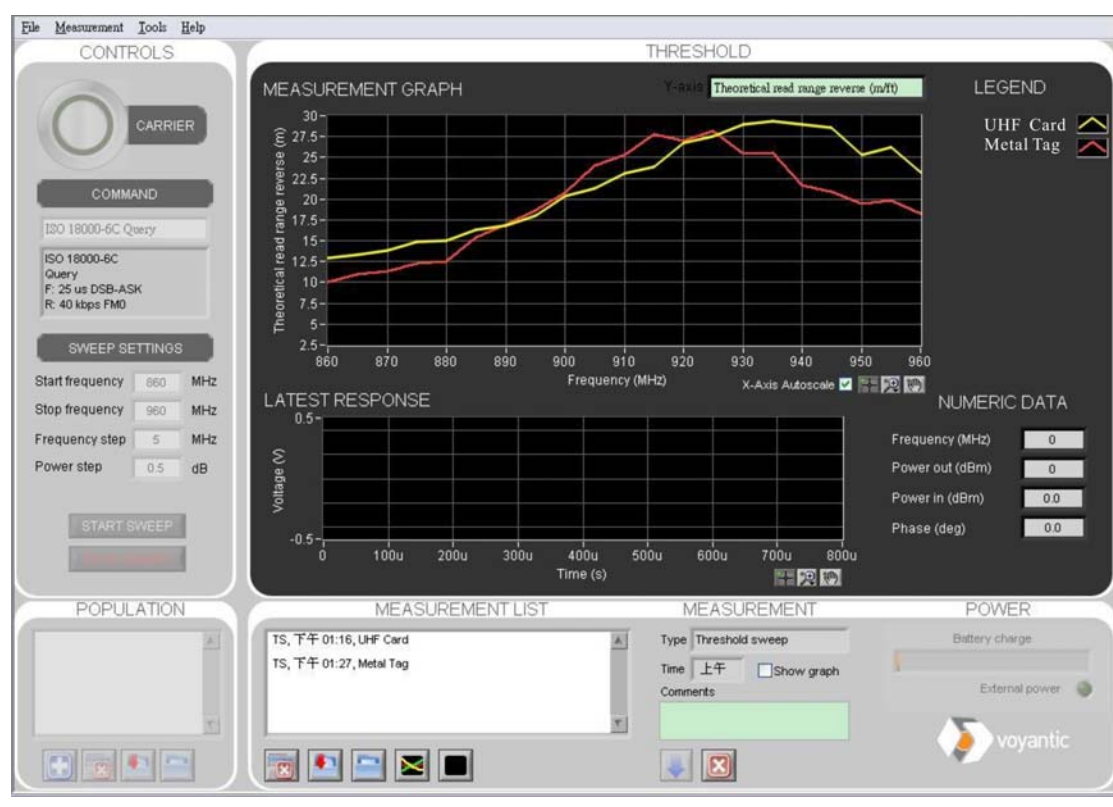 File Measurement Tools Help
CONTROLS
CARRIER
COMMAND
ISO 18000-6C Query
ISO 18000-6C
Query
F: 25 us DSB-ASK
R: 40 kbps FM0
SWEEP SETTINGS
Start frequency 860 MHz
Stop frequency 960 MHz
Frequency step 5 MHz
Power step 0.5 dB
START SWEEP
THRESHOLD
MEASUREMENT GRAPH
Y-axis Theoretical read range reverse (m/ft)
LEGEND
UHF Card
Metal Tag
Theoretical read range reverse (m)
30
27.5
25
22.5
20
17.5
15
12.5
10
7.5
5
2.5
860 870 880 890 900 910 920 930 940 950 960
Frequency (MHz)
X-Axis Autoscale
LATEST RESPONSE
Voltage (V)
0.5
-0.5
0 100u 200u 300u 400u 500u 600u 700u 800u
Time (s)
NUMERIC DATA
Frequency (MHz) 0
Power out (dBm) 0
Power in (dBm) 0.0
Phase (deg) 0.0
POPULATION
MEASUREMENT LIST
TS, 下午 01:16, UHF Card
TS, 下午 01:27, Metal Tag
MEASUREMENT
Type Threshold sweep
Time 上午 Show graph
Comments
POWER
Battery charge
External power
voyantic